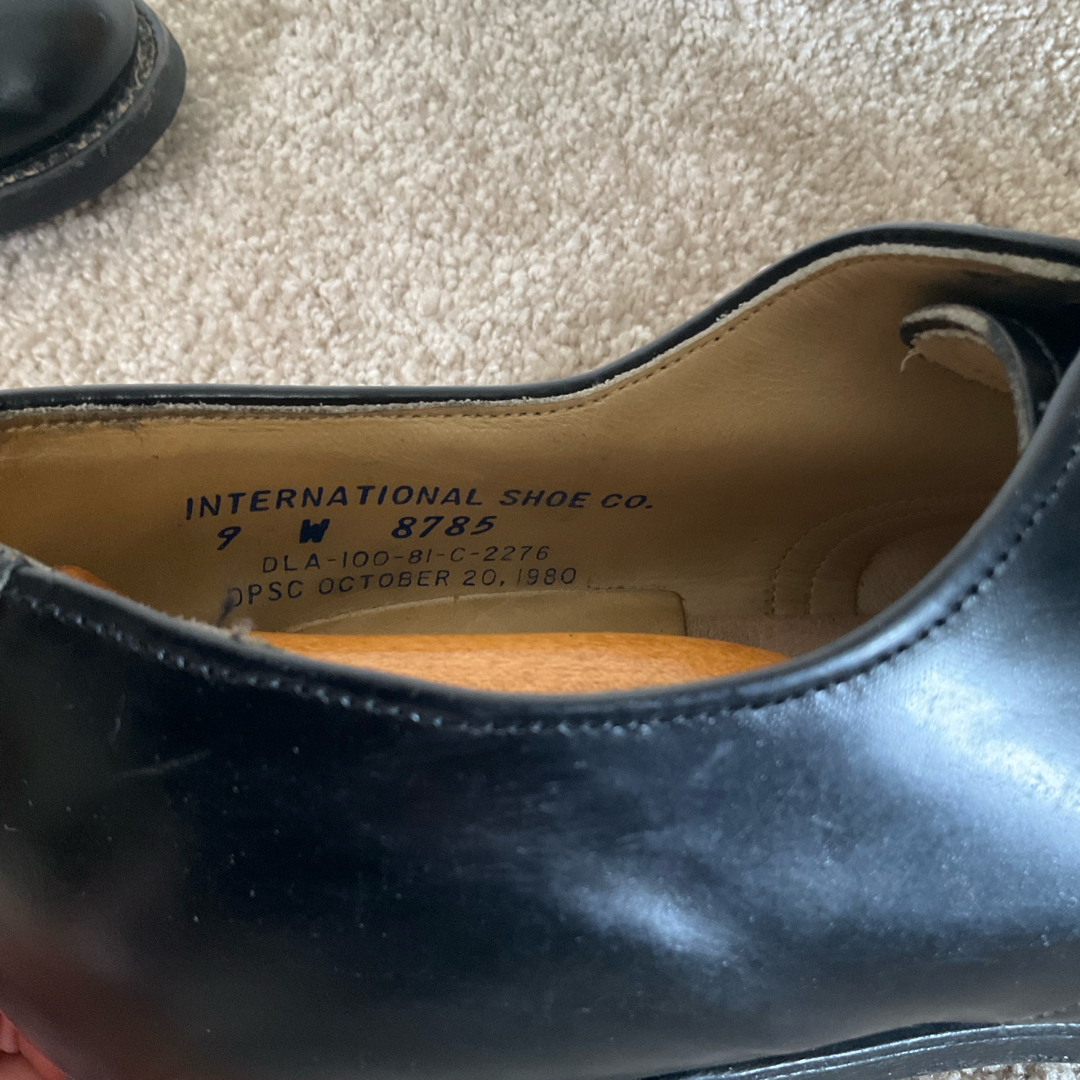 INTERNATIONAL SHOE CO.
9 W 8785
DLA-100-81-C-2276
DPSC OCTOBER 20, 1980